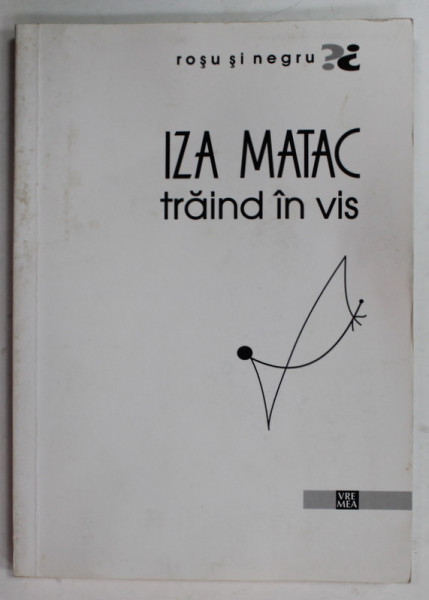 roşu şi negru ?¿
IZA MATAC
trăind în vis
VRE
MEA